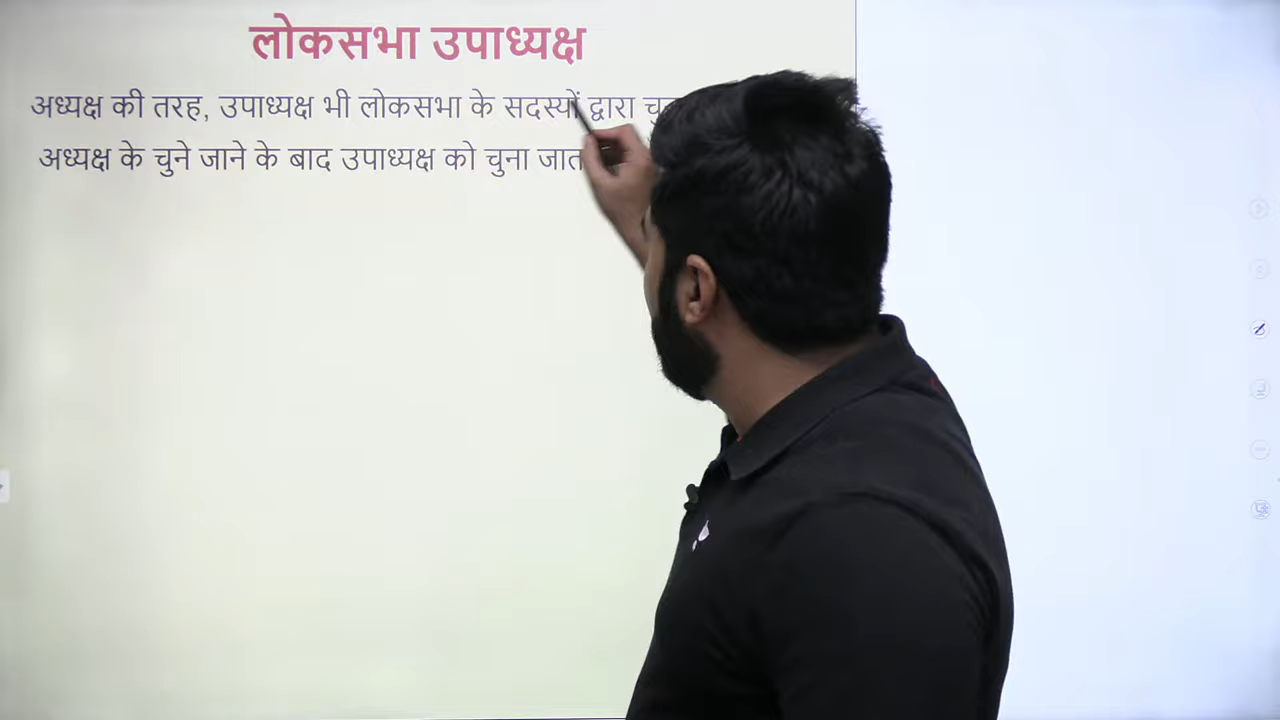 लोकसभा उपाध्यक्ष
अध्यक्ष की तरह, उपाध्यक्ष भी लोकसभा के सदस्यों द्वारा
अध्यक्ष के चुने जाने के बाद उपाध्यक्ष को चुना